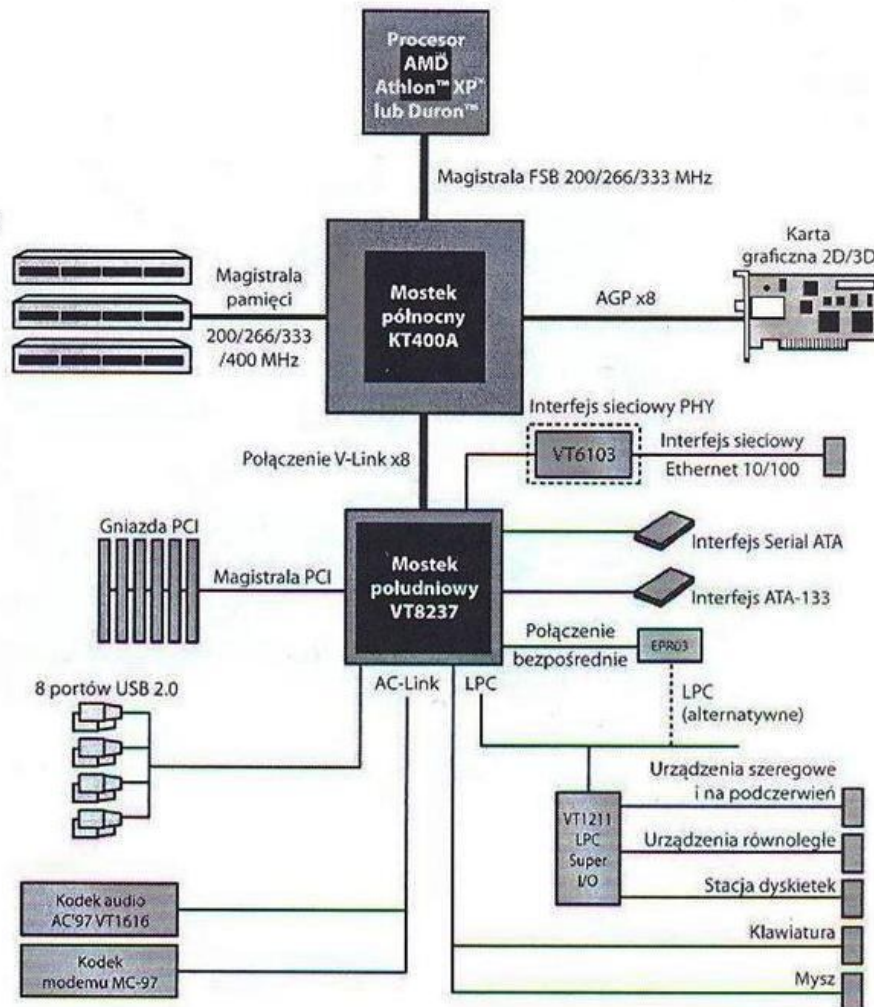 Procesor
AMD
Athlon™ XP™
lub Duron™
Magistrala FSB 200/266/333 MHz
Magistrala
pamięci
200/266/333
/400 MHz
Mostek
północny
KT400A
AGP x8
Karta
graficzna 2D/3D
Interfejs sieciowy PHY
Połączenie V-Link x8
VT6103
Interfejs sieciowy
Ethernet 10/100
Gniazda PCI
Magistrala PCI
Mostek
południowy
VT8237
Interfejs Serial ATA
Interfejs ATA-133
Połączenie
bezpośrednie
EPR03
8 portów USB 2.0
AC-Link
LPC
LPC
(alternatywne)
Urządzenia szeregowe
i na podczerwień
VT1211
LPC
Super
I/O
Urządzenia równoległe
Stacja dyskietek
Kodek audio
AC'97 VT1616
Klawiatura
Kodek
modemu MC-97
Mysz